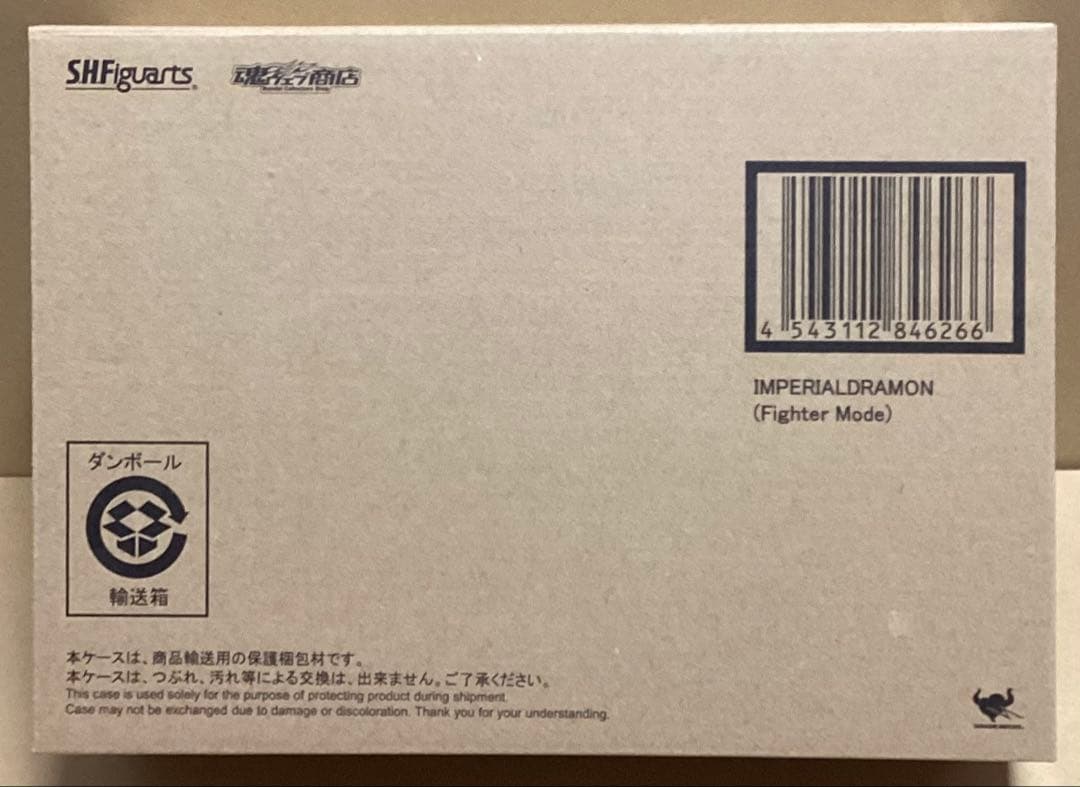 S.H.Figuarts
魂ウェブ商店
4 543112 846266
IMPERIALDRAMON
(Fighter Mode)
ダンボール
輸送箱
本ケースは、商品輸送用の保護梱包材です。
本ケースは、つぶれ、汚れ等による交換は、出来ません。ご了承ください。
This case is used solely for the purpose of protecting product during shipment.
Case may not be exchanged due to damage or discoloration. Thank you for your understanding.